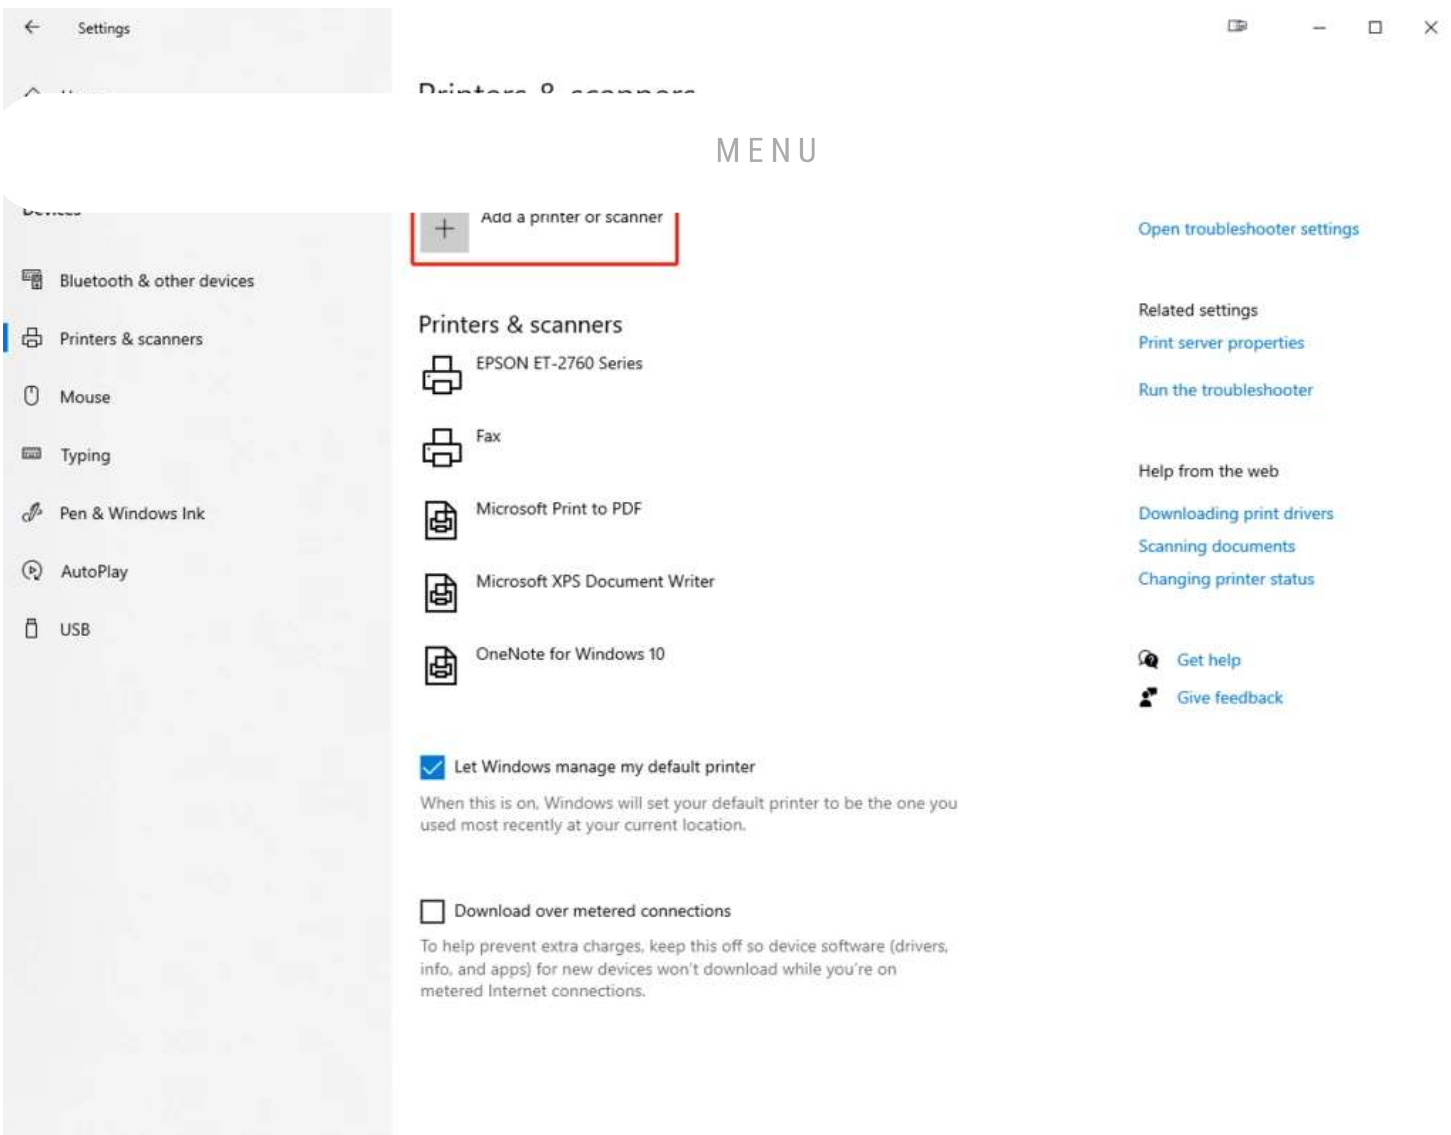 Settings
Printers & scanners
MENU
Devices
Add a printer or scanner
Open troubleshooter settings
Bluetooth & other devices
Printers & scanners
Mouse
Typing
Pen & Windows Ink
AutoPlay
USB
Printers & scanners
EPSON ET-2760 Series
Fax
Microsoft Print to PDF
Microsoft XPS Document Writer
OneNote for Windows 10
Let Windows manage my default printer
When this is on, Windows will set your default printer to be the one you
used most recently at your current location.
Download over metered connections
To help prevent extra charges, keep this off so device software (drivers,
info, and apps) for new devices won't download while you're on
metered Internet connections.
Related settings
Print server properties
Run the troubleshooter
Help from the web
Downloading print drivers
Scanning documents
Changing printer status
Get help
Give feedback